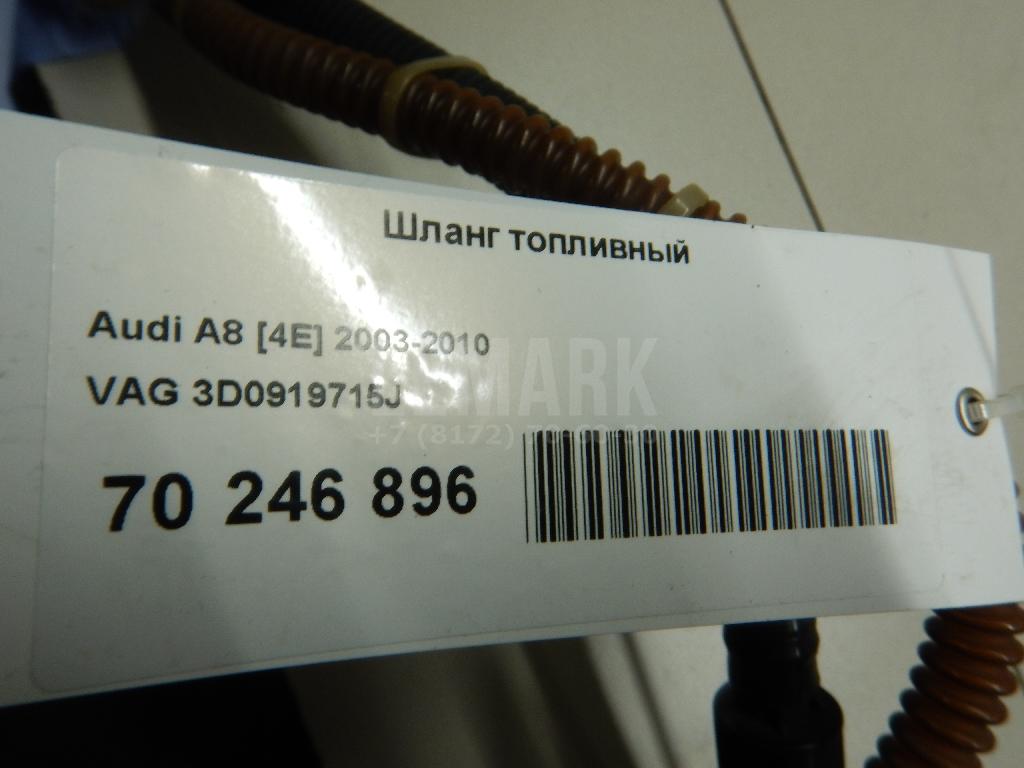 Шланг топливный
Audi A8 [4E] 2003-2010
VAG 3D0919715J
MARK
+7 (8172)
70 246 896